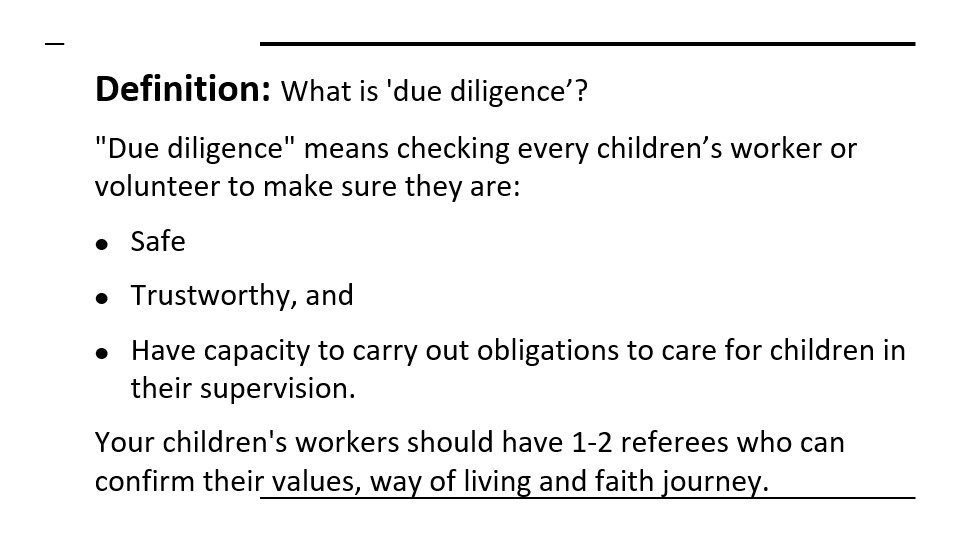 Definition: What is 'due diligence’?
"Due diligence" means checking every children’s worker or
volunteer to make sure they are:
● Safe
● Trustworthy, and
● Have capacity to carry out obligations to care for children in
their supervision.
Your children's workers should have 1-2 referees who can
confirm their values, way of living and faith journey.